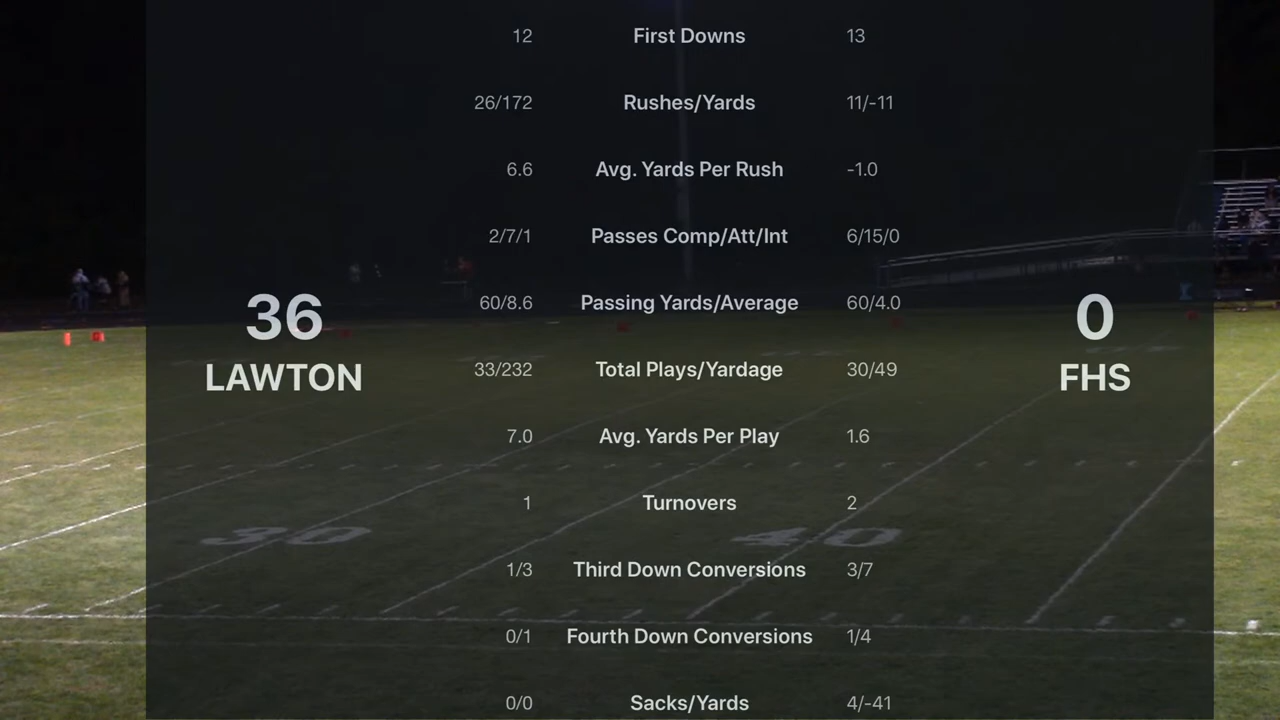 12 First Downs 13
26/172 Rushes/Yards 11/-11
6.6 Avg. Yards Per Rush -1.0
2/7/1 Passes Comp/Att/Int 6/15/0
60/8.6 Passing Yards/Average 60/4.0
36 0
LAWTON FHS
33/232 Total Plays/Yardage 30/49
7.0 Avg. Yards Per Play 1.6
1 Turnovers 2
30 40
1/3 Third Down Conversions 3/7
0/1 Fourth Down Conversions 1/4
0/0 Sacks/Yards 4/-41